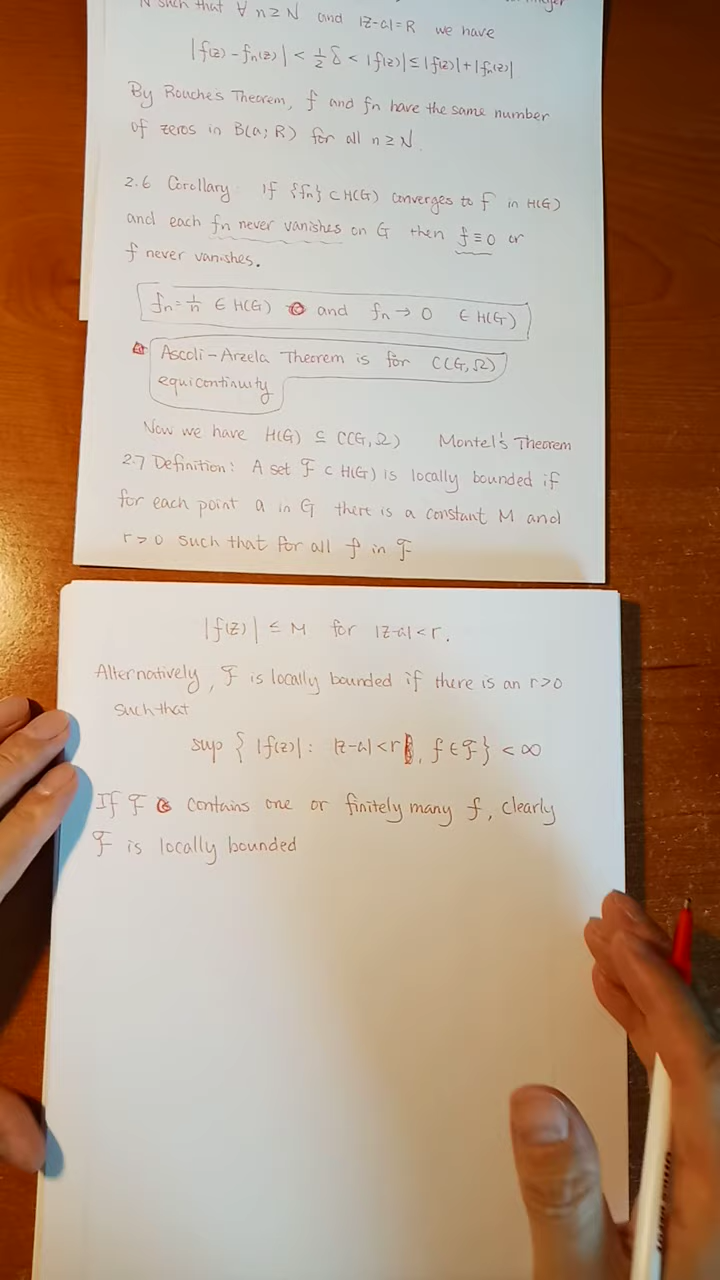 N such that ∀ n ≥ N and |z-a|=R we have
|f(z)-fn(z)| < ½ δ < |f(z)| ≤ |f(z)|+|fn(z)|
By Rouche's Theorem, f and fn have the same number
of zeros in B(a; R) for all n ≥ N.
2.6 Corollary: If {fn} ⊂ H(G) converges to f in H(G)
and each fn never vanishes on G then f ≡ 0 or
f never vanishes.
fn = 1/n ∈ H(G) and fn → 0 ∈ H(G)
Ascoli-Arzela Theorem is for C(G,Ω)
equicontinuity
Now we have H(G) ⊆ C(G,Ω) Montel's Theorem
2.7 Definition: A set ℱ ⊂ H(G) is locally bounded if
for each point a in G there is a constant M and
r>0 such that for all f in ℱ
|f(z)| ≤ M for |z-a|<r.
Alternatively, ℱ is locally bounded if there is an r>0
such that
sup { |f(z)| : |z-a|<r, f ∈ ℱ } < ∞
If ℱ contains one or finitely many f, clearly
ℱ is locally bounded